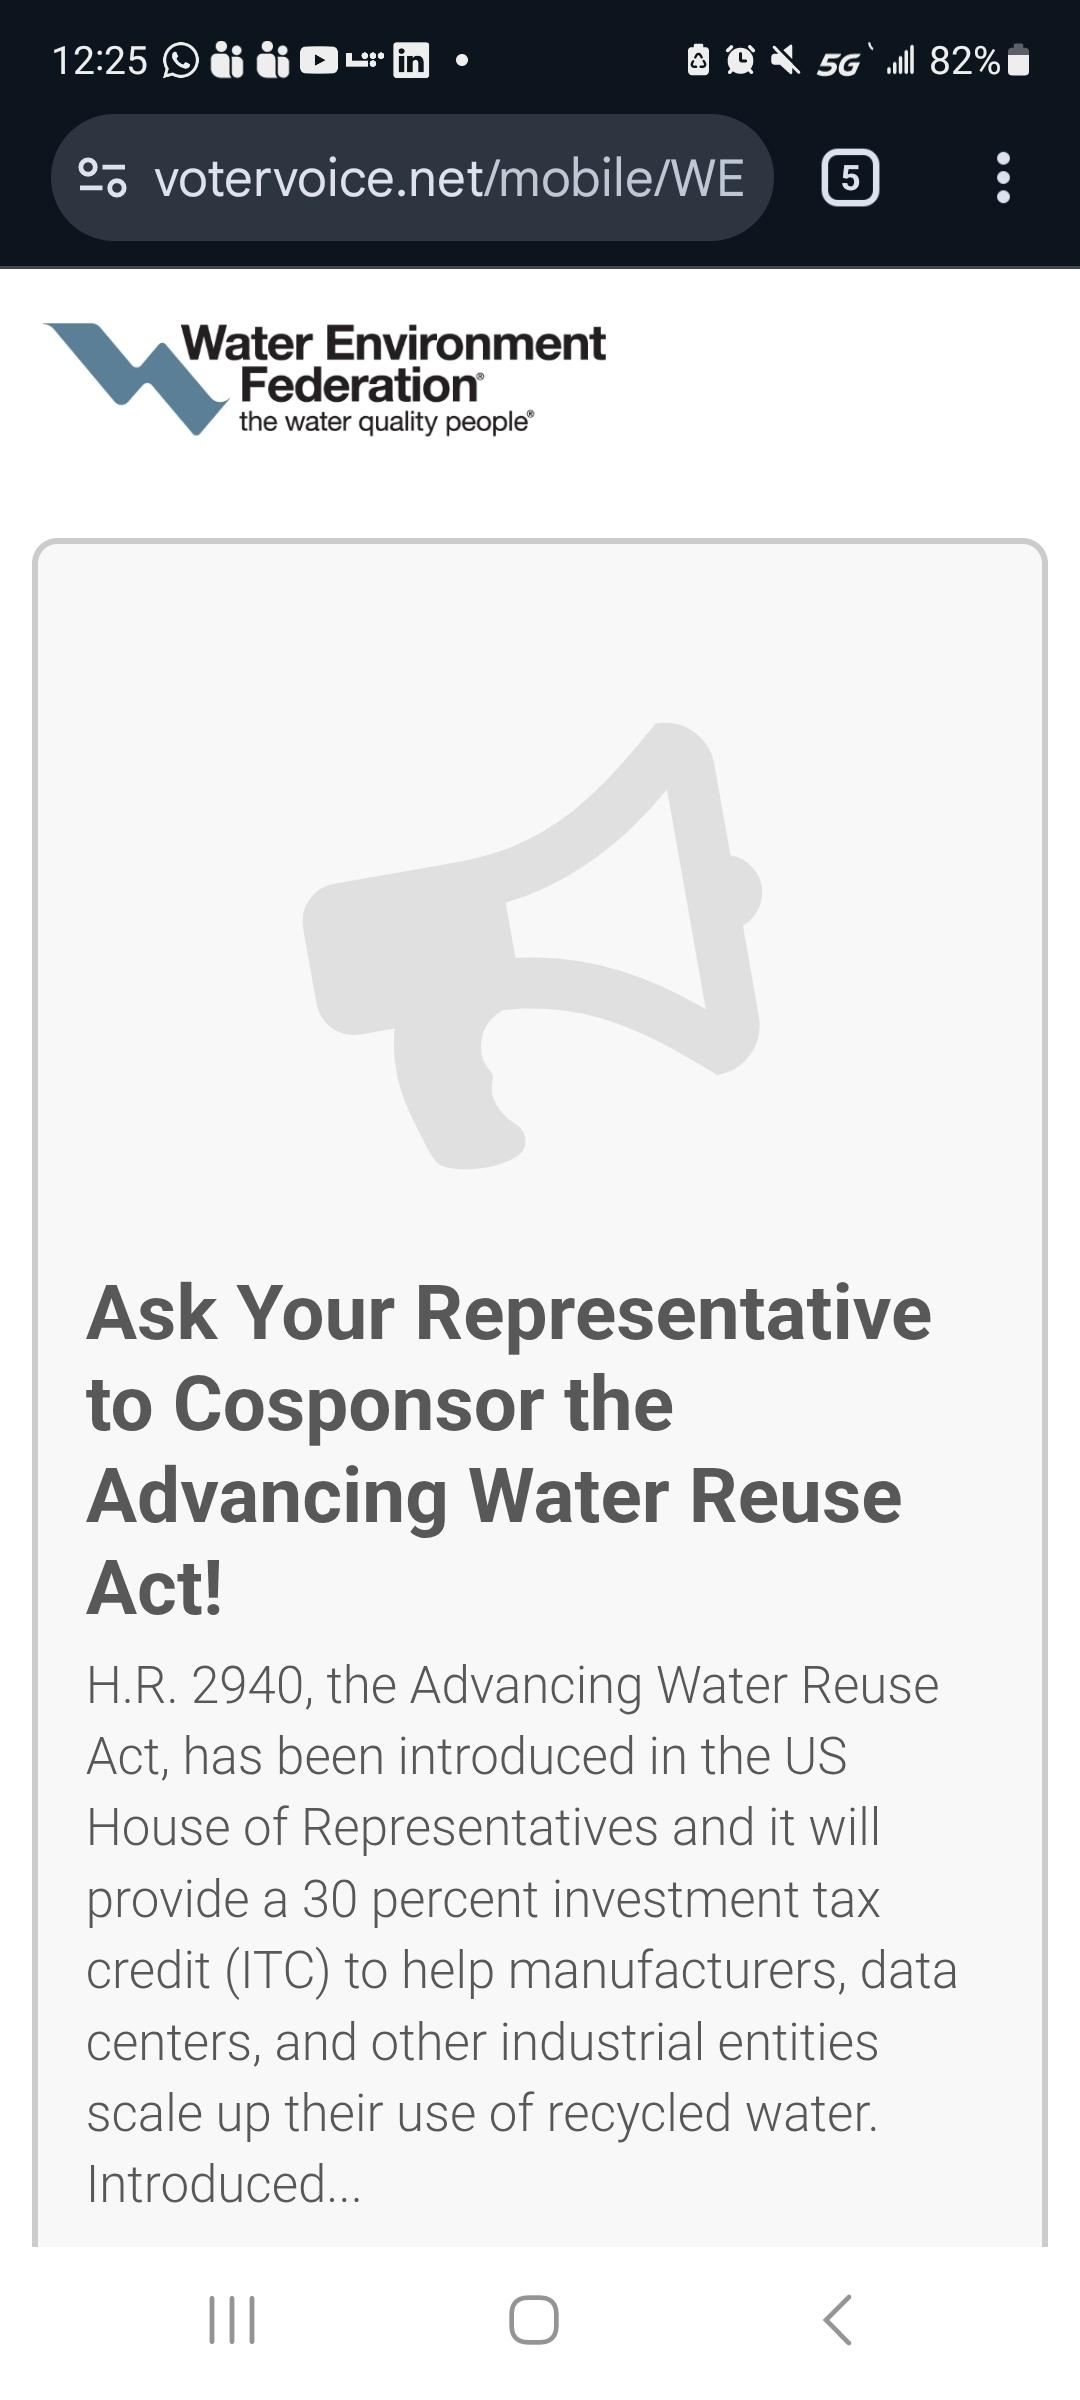 12:25
5G
82%
votervoice.net/mobile/WE
5
Water Environment
Federation®
the water quality people®
Ask Your Representative
to Cosponsor the
Advancing Water Reuse
Act!
H.R. 2940, the Advancing Water Reuse
Act, has been introduced in the US
House of Representatives and it will
provide a 30 percent investment tax
credit (ITC) to help manufacturers, data
centers, and other industrial entities
scale up their use of recycled water.
Introduced...